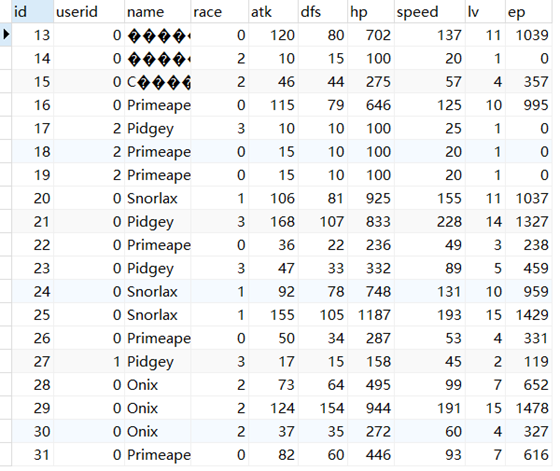 id userid name race atk dfs hp speed lv ep
13 0 ����� 0 120 80 702 137 11 1039
14 0 ����� 2 10 15 100 20 1 0
15 0 C���� 2 46 44 275 57 4 357
16 0 Primeape 0 115 79 646 125 10 995
17 2 Pidgey 3 10 10 100 25 1 0
18 2 Primeape 0 15 10 100 20 1 0
19 2 Primeape 0 15 10 100 20 1 0
20 0 Snorlax 1 106 81 925 155 11 1037
21 0 Pidgey 3 168 107 833 228 14 1327
22 0 Primeape 0 36 22 236 49 3 238
23 0 Pidgey 3 47 33 332 89 5 459
24 0 Snorlax 1 92 78 748 131 10 959
25 0 Snorlax 1 155 105 1187 193 15 1429
26 0 Primeape 0 50 34 287 53 4 331
27 1 Pidgey 3 17 15 158 45 2 119
28 0 Onix 2 73 64 495 99 7 652
29 0 Onix 2 124 154 944 191 15 1478
30 0 Onix 2 37 35 272 60 4 327
31 0 Primeape 0 82 60 446 93 7 616